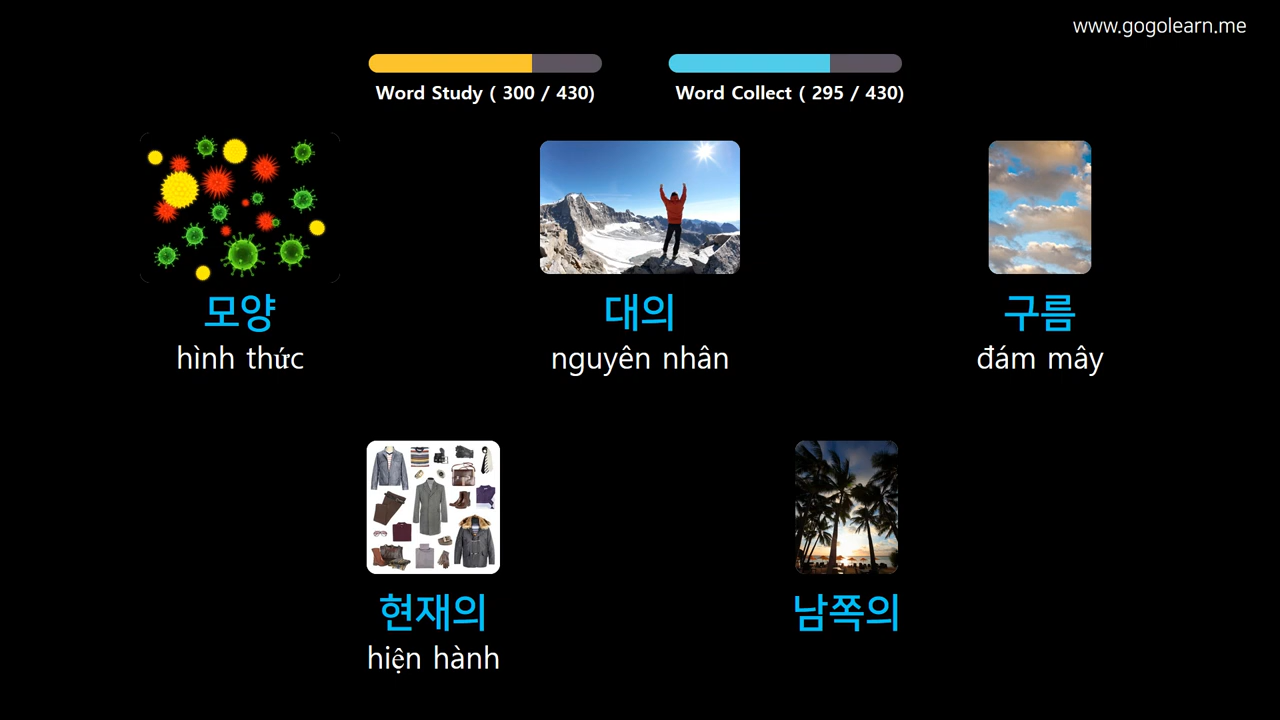 www.gogolearn.me
Word Study ( 300 / 430)
Word Collect ( 295 / 430)
모양
hình thức
대의
nguyên nhân
구름
đám mây
현재의
hiện hành
남쪽의